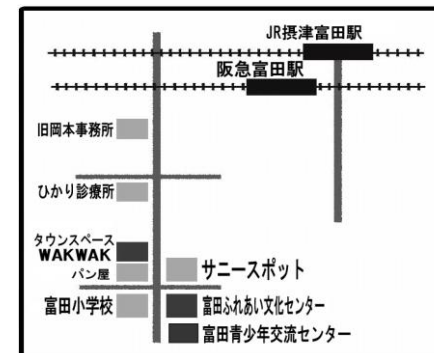 JR摂津富田駅
阪急富田駅
旧岡本事務所
ひかり診療所
タウンスペース
WAKWAK
パン屋
サニースポット
富田小学校
富田ふれあい文化センター
富田青少年交流センター